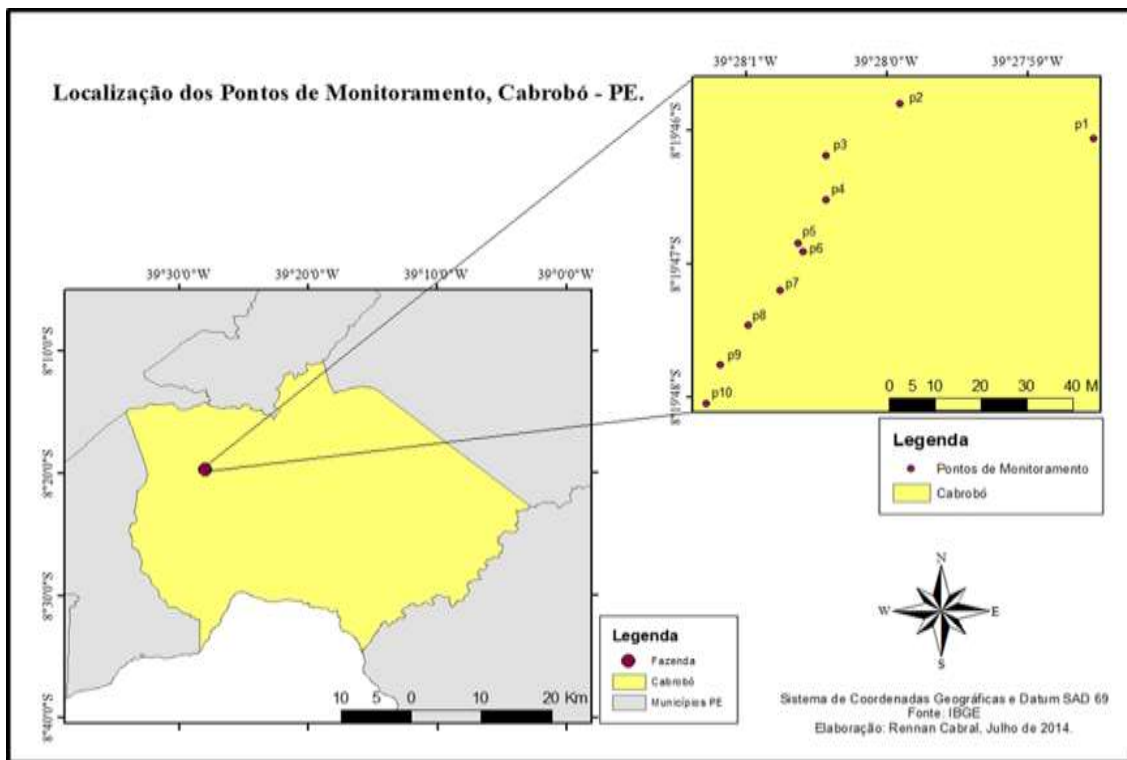 Localização dos Pontos de Monitoramento, Cabrobó - PE.
39°28'1"W 39°28'0"W 39°27'59"W
8°19'46"S
8°19'47"S
8°19'48"S
p1
p2
p3
p4
p5
p6
p7
p8
p9
p10
0 5 10 20 30 40 M
Legenda
Pontos de Monitoramento
Cabrobó
39°30'0"W 39°20'0"W 39°10'0"W 39°0'0"W
8°10'0"S
8°20'0"S
8°30'0"S
8°40'0"S
10 5 0 10 20 Km
Legenda
Fazenda
Cabrobó
Municípios PE
N
W E
S
Sistema de Coordenadas Geográficas e Datum SAD 69
Fonte: IBGE
Elaboração: Rennan Cabral, Julho de 2014.